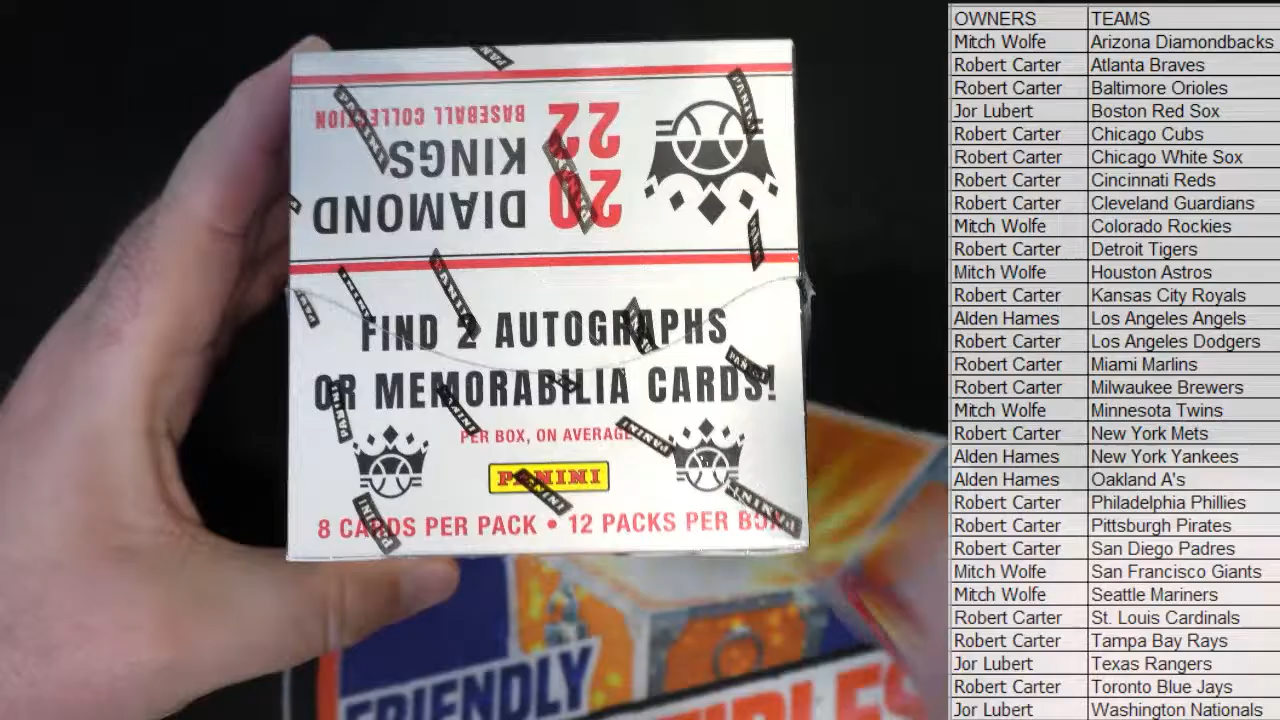 DIAMOND
KINGS
BASEBALL COLLECTION
20
22
FIND 2 AUTOGRAPHS
OR MEMORABILIA CARDS!
PER BOX, ON AVERAGE
PANINI
8 CARDS PER PACK • 12 PACKS PER BOX
PANINI
PANINI
PANINI
PANINI
PANINI
FRIENDLY
OWNERS TEAMS
Mitch Wolfe Arizona Diamondbacks
Robert Carter Atlanta Braves
Robert Carter Baltimore Orioles
Jor Lubert Boston Red Sox
Robert Carter Chicago Cubs
Robert Carter Chicago White Sox
Robert Carter Cincinnati Reds
Robert Carter Cleveland Guardians
Mitch Wolfe Colorado Rockies
Robert Carter Detroit Tigers
Mitch Wolfe Houston Astros
Robert Carter Kansas City Royals
Alden Hames Los Angeles Angels
Robert Carter Los Angeles Dodgers
Robert Carter Miami Marlins
Robert Carter Milwaukee Brewers
Mitch Wolfe Minnesota Twins
Robert Carter New York Mets
Alden Hames New York Yankees
Alden Hames Oakland A's
Robert Carter Philadelphia Phillies
Robert Carter Pittsburgh Pirates
Robert Carter San Diego Padres
Mitch Wolfe San Francisco Giants
Mitch Wolfe Seattle Mariners
Robert Carter St. Louis Cardinals
Robert Carter Tampa Bay Rays
Jor Lubert Texas Rangers
Robert Carter Toronto Blue Jays
Jor Lubert Washington Nationals